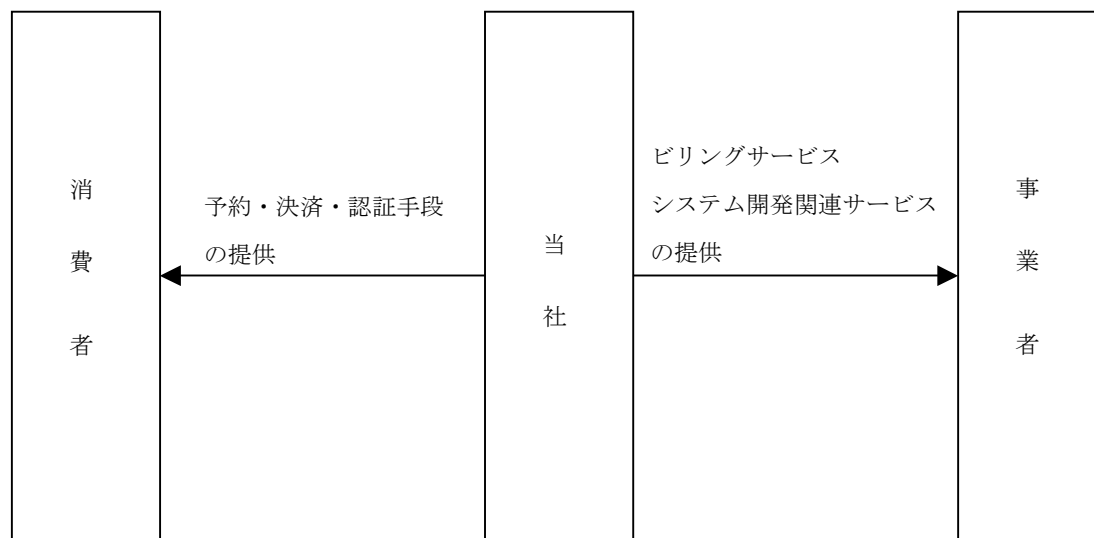 消費者
予約・決済・認証手段
の提供
当社
ビリングサービス
システム開発関連サービス
の提供
事業者